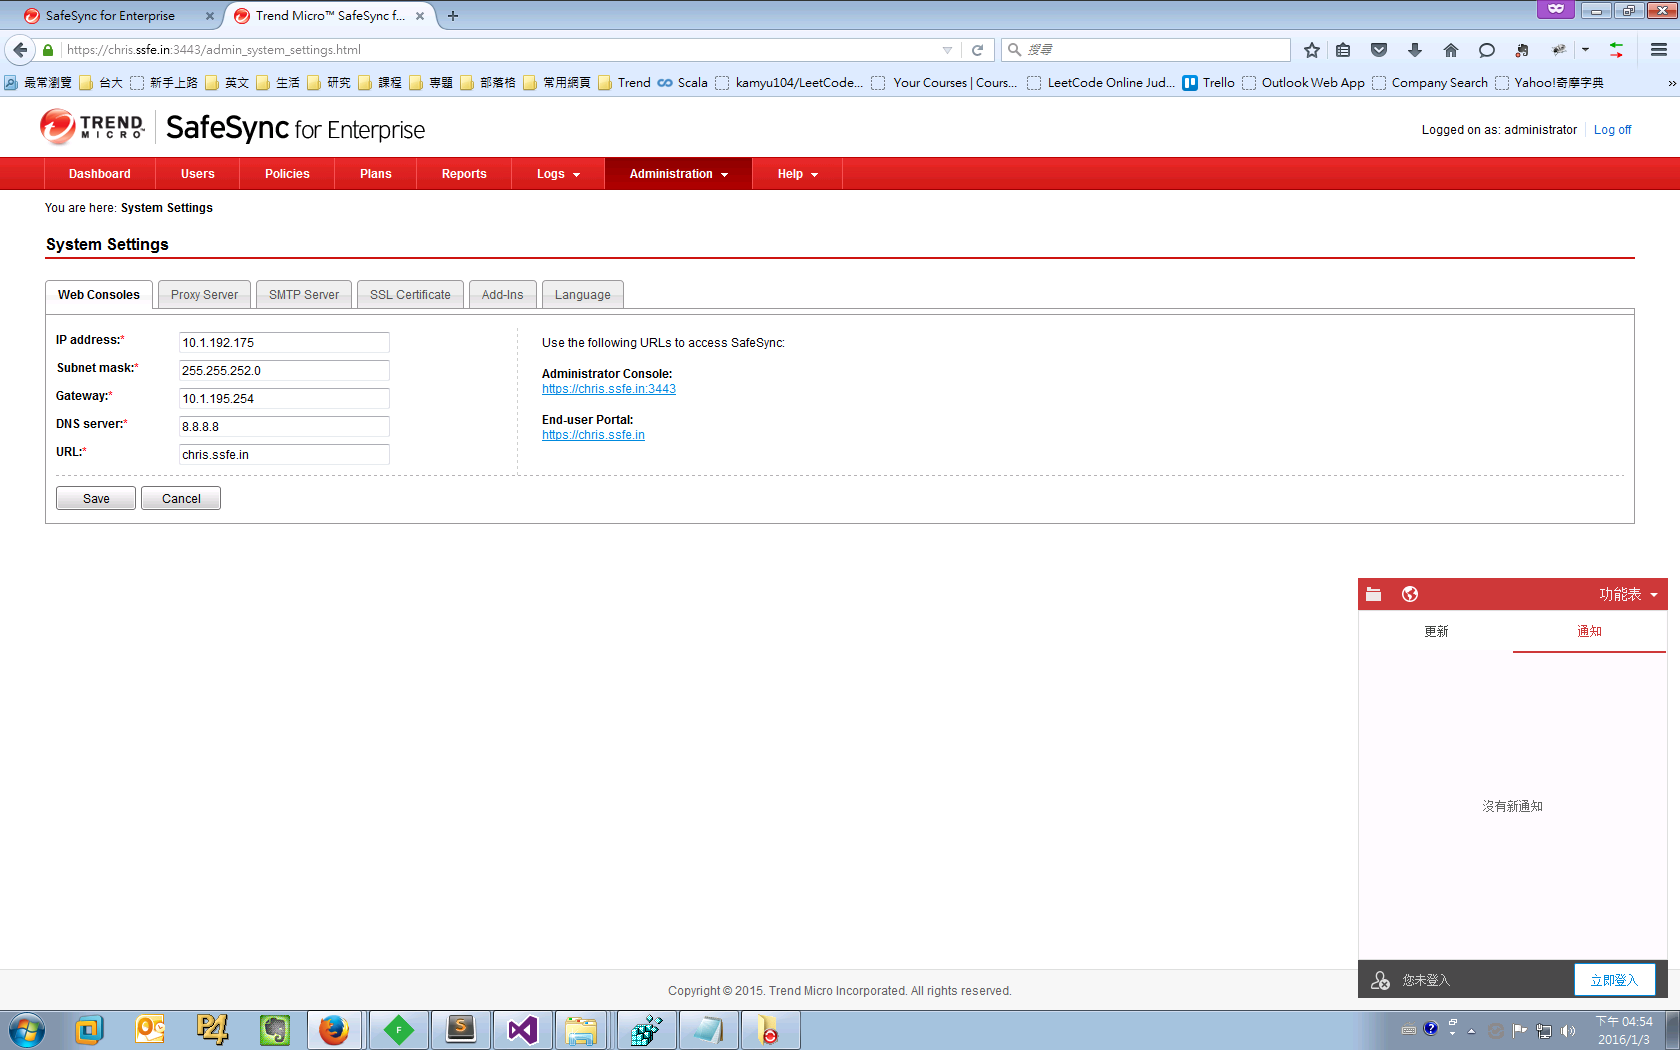 SafeSync for Enterprise
Trend Micro™ SafeSync f...
https://chris.ssfe.in:3443/admin_system_settings.html
搜尋
最常瀏覽 台大 新手上路 英文 生活 研究 課程 專題 部落格 常用網頁 Trend Scala kamyu104/LeetCode... Your Courses | Cours... LeetCode Online Jud... Trello Outlook Web App Company Search Yahoo!奇摩字典 »
TREND MICRO
SafeSync for Enterprise
Logged on as: administrator Log off
Dashboard Users Policies Plans Reports Logs Administration Help
You are here: System Settings
System Settings
Web Consoles Proxy Server SMTP Server SSL Certificate Add-Ins Language
IP address:* 10.1.192.175
Subnet mask:* 255.255.252.0
Gateway:* 10.1.195.254
DNS server:* 8.8.8.8
URL:* chris.ssfe.in
Use the following URLs to access SafeSync:
Administrator Console:
https://chris.ssfe.in:3443
End-user Portal:
https://chris.ssfe.in
Save Cancel
功能表
更新 通知
沒有新通知
您未登入 立即登入
Copyright © 2015. Trend Micro Incorporated. All rights reserved.
P4
F
S
下午 04:54
2016/1/3